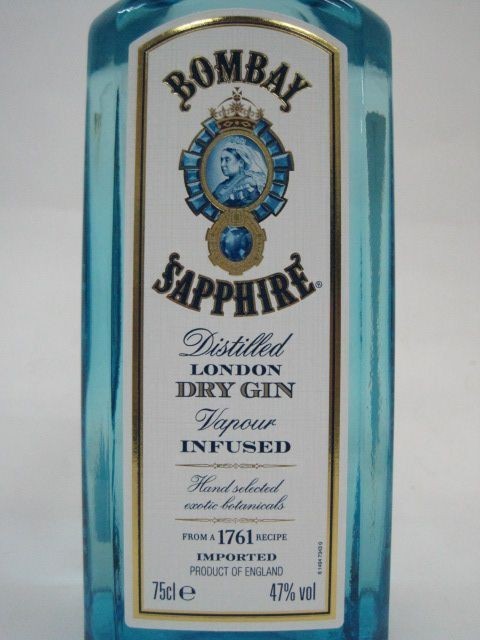 BOMBAY
SAPPHIRE®
Distilled
LONDON
DRY GIN
Vapour
INFUSED
Hand selected
exotic botanicals
FROM A 1761 RECIPE
IMPORTED
PRODUCT OF ENGLAND
75cl e 47% vol